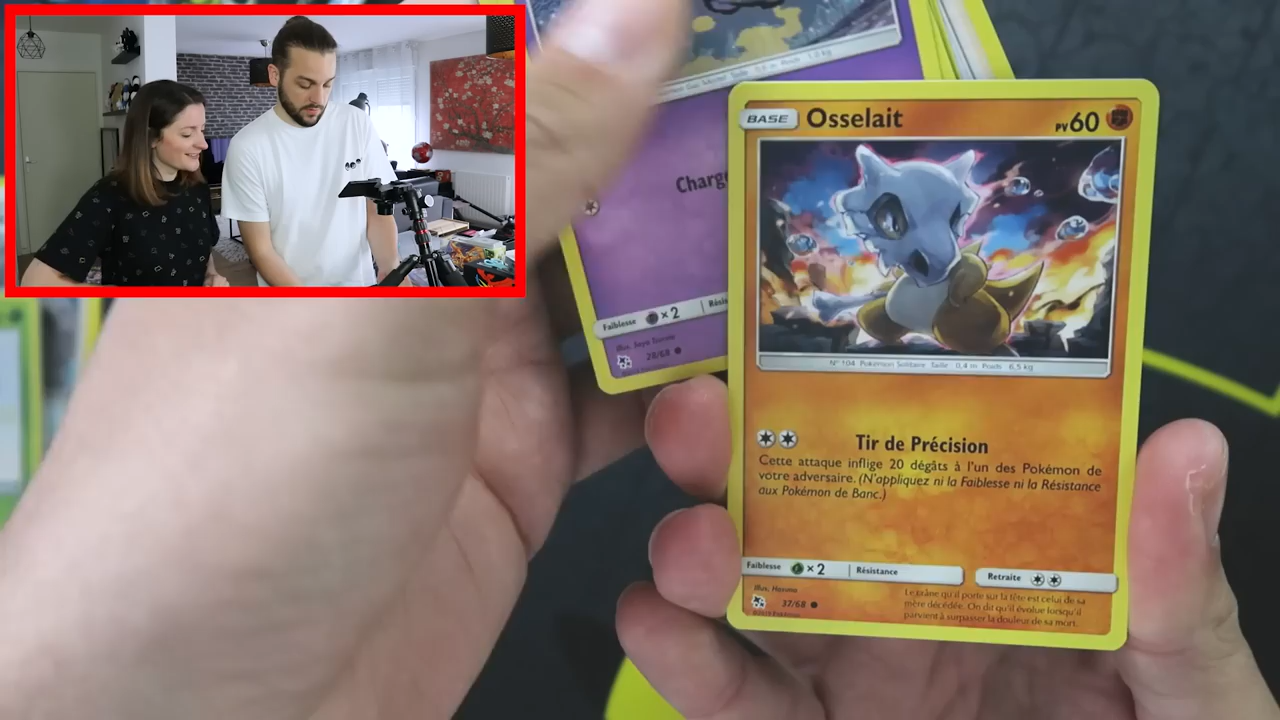 Charge
Faiblesse ×2 Résis
28/68
BASE Osselait PV60
N° 104 Pokémon Solitaire Taille : 0,4 m Poids : 6,5 kg
Tir de Précision
Cette attaque inflige 20 dégâts à l'un des Pokémon de
votre adversaire. (N'appliquez ni la Faiblesse ni la Résistance
aux Pokémon de Banc.)
Faiblesse ×2 Résistance Retraite
Illus. Hasuno
37/68
Le crâne qu'il porte sur la tête est celui de sa
mère décédée. On dit qu'il évolue lorsqu'il
parvient à surpasser la douleur de sa mort.